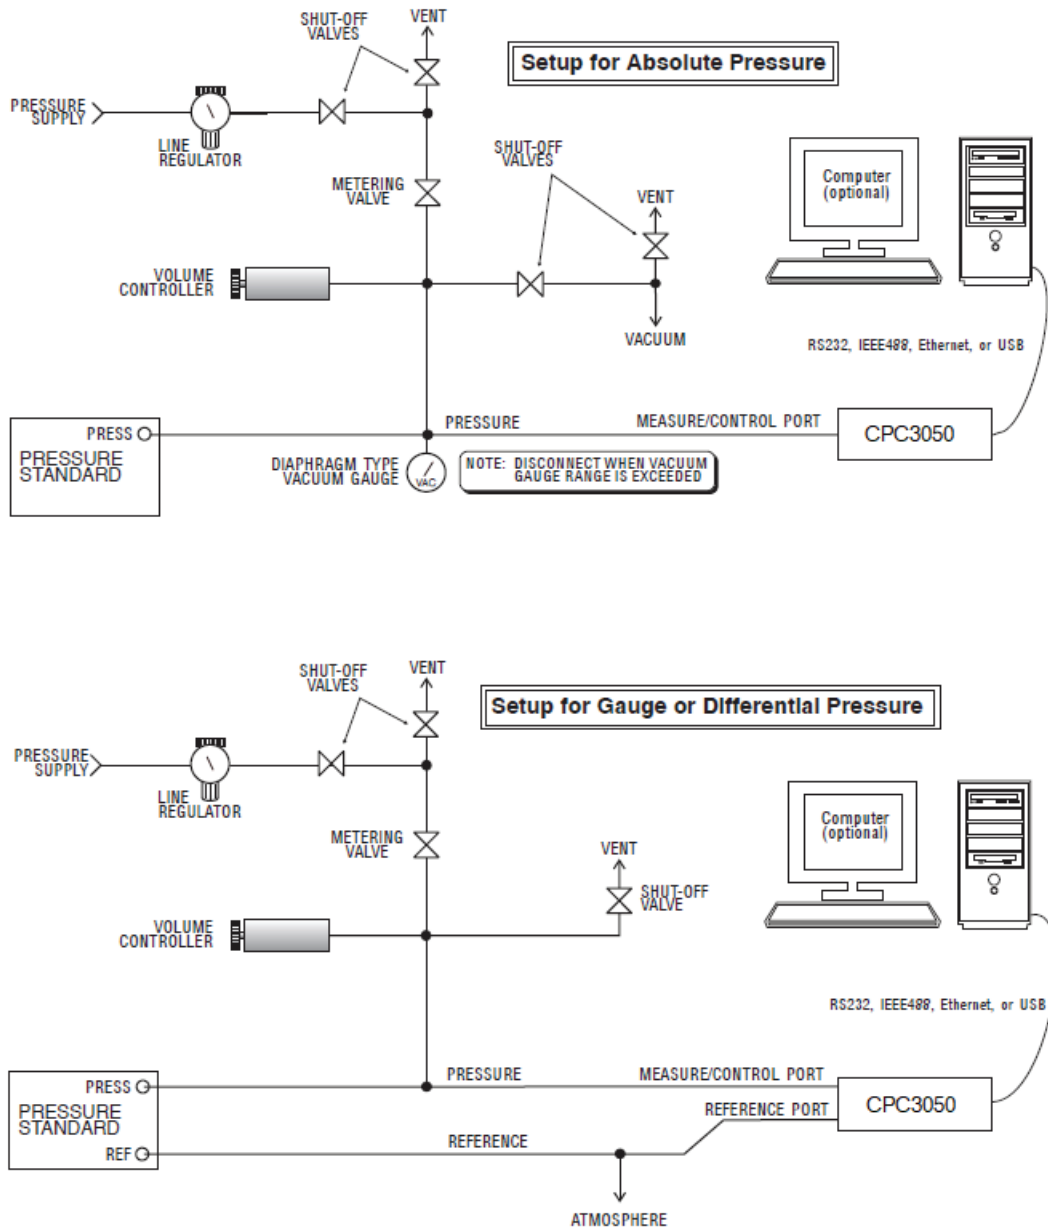 SHUT-OFF
VALVES
VENT
Setup for Absolute Pressure
PRESSURE
SUPPLY
LINE
REGULATOR
SHUT-OFF
VALVES
METERING
VALVE
VENT
Computer
(optional)
VOLUME
CONTROLLER
VACUUM
RS232, IEEE488, Ethernet, or USB
PRESS
PRESSURE
STANDARD
PRESSURE
MEASURE/CONTROL PORT
CPC3050
DIAPHRAGM TYPE
VACUUM GAUGE
VAC
NOTE: DISCONNECT WHEN VACUUM
GAUGE RANGE IS EXCEEDED
SHUT-OFF
VALVES
VENT
Setup for Gauge or Differential Pressure
PRESSURE
SUPPLY
LINE
REGULATOR
METERING
VALVE
VENT
SHUT-OFF
VALVE
Computer
(optional)
VOLUME
CONTROLLER
RS232, IEEE488, Ethernet, or USB
PRESS
PRESSURE
STANDARD
REF
PRESSURE
MEASURE/CONTROL PORT
REFERENCE PORT
CPC3050
REFERENCE
ATMOSPHERE